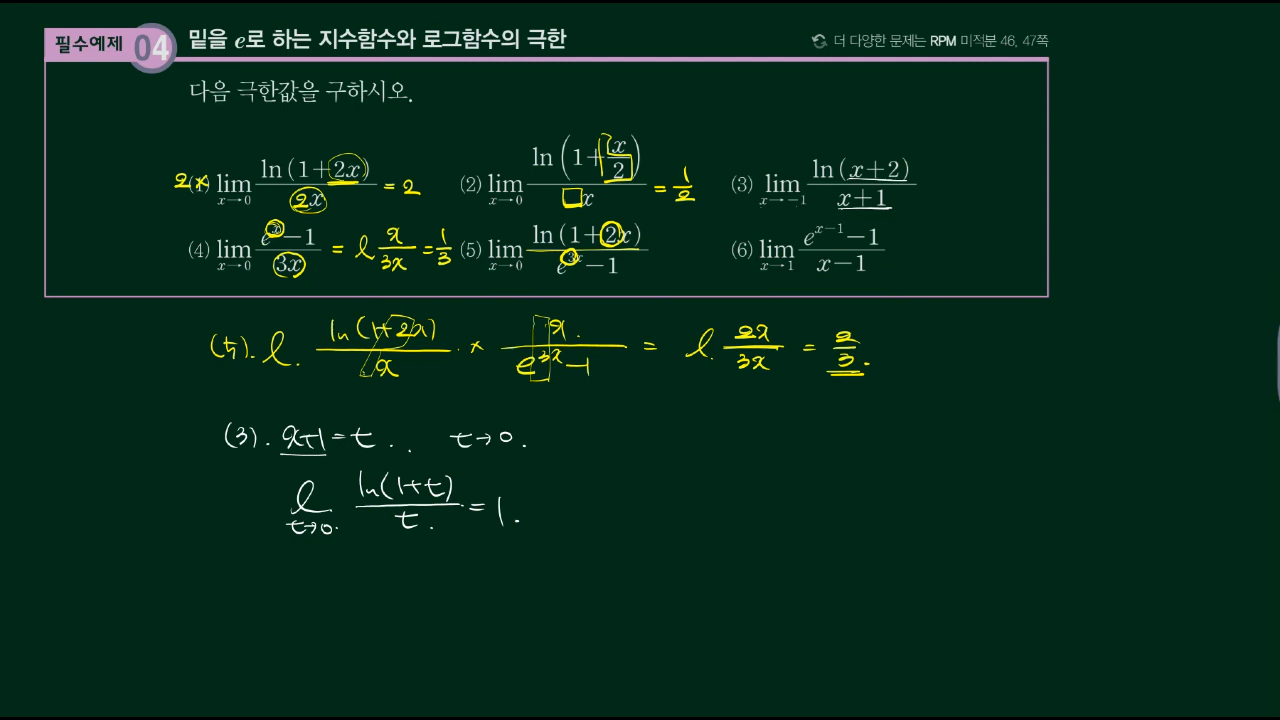 필수예제 04 밑을 e로 하는 지수함수와 로그함수의 극한 더 다양한 문제는 RPM 미적분 46, 47쪽
다음 극한값을 구하시오.
(1) 2× lim_{x→0} ln(1+2x)/2x = 2 (2) lim_{x→0} ln(1+x/2)/□x = 1/2 (3) lim_{x→-1} ln(x+2)/(x+1)
(4) lim_{x→0} (e^x-1)/3x = l x/3x = 1/3 (5) lim_{x→0} ln(1+2x)/(e^{3x}-1) (6) lim_{x→1} (e^{x-1}-1)/(x-1)
(5). l. ln(1+2x)/x × x/(e^{3x}-1) = l. 2x/3x = 2/3.
(3). x+1=t.. t→0.
l_{t→0}. ln(1+t)/t. = 1.